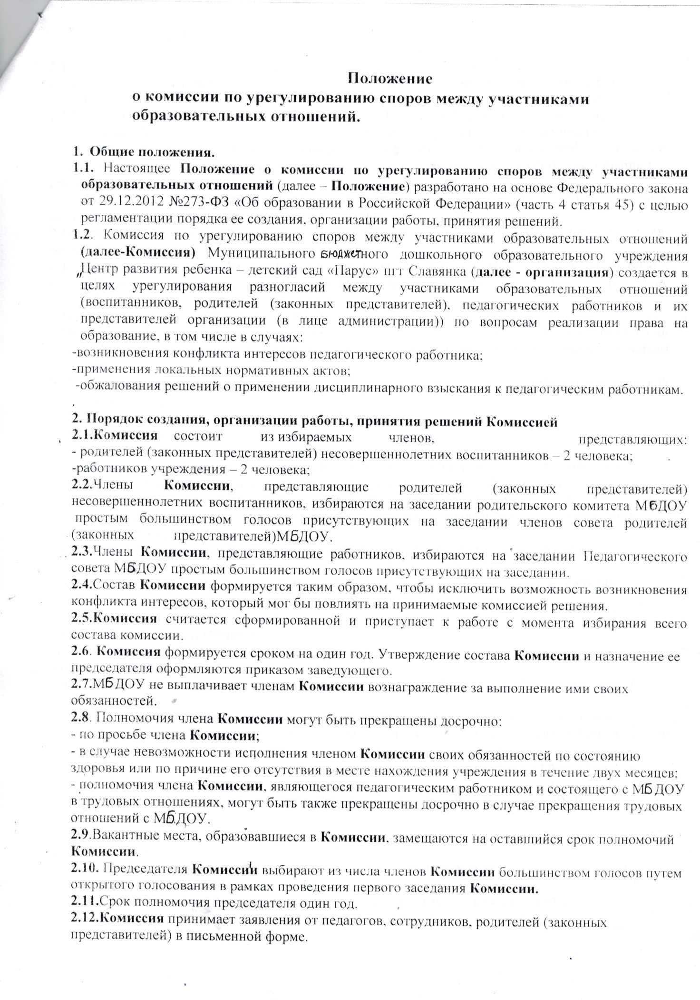 Положение
о комиссии по урегулированию споров между участниками
образовательных отношений.
1. Общие положения.
1.1. Настоящее Положение о комиссии по урегулированию споров между участниками
образовательных отношений (далее – Положение) разработано на основе Федерального закона
от 29.12.2012 №273-ФЗ «Об образовании в Российской Федерации» (часть 4 статья 45) с целью
регламентации порядка ее создания, организации работы, принятия решений.
1.2. Комиссия по урегулированию споров между участниками образовательных отношений
(далее-Комиссия) Муниципального бюджетного дошкольного образовательного учреждения
„Центр развития ребенка – детский сад «Парус» пгт Славянка (далее - организация) создается в
целях урегулирования разногласий между участниками образовательных отношений
(воспитанников, родителей (законных представителей), педагогических работников и их
представителей организации (в лице администрации)) по вопросам реализации права на
образование, в том числе в случаях:
-возникновения конфликта интересов педагогического работника;
-применения локальных нормативных актов;
-обжалования решений о применении дисциплинарного взыскания к педагогическим работникам.
.
2. Порядок создания, организации работы, принятия решений Комиссией
2.1.Комиссия состоит из избираемых членов, представляющих:
- родителей (законных представителей) несовершеннолетних воспитанников – 2 человека;
-работников учреждения – 2 человека;
2.2.Члены Комиссии, представляющие родителей (законных представителей)
несовершеннолетних воспитанников, избираются на заседании родительского комитета МБДОУ
простым большинством голосов присутствующих на заседании членов совета родителей
(законных представителей)МБДОУ.
2.3.Члены Комиссии, представляющие работников, избираются на заседании Педагогического
совета МБДОУ простым большинством голосов присутствующих на заседании.
2.4.Состав Комиссии формируется таким образом, чтобы исключить возможность возникновения
конфликта интересов, который мог бы повлиять на принимаемые комиссией решения.
2.5.Комиссия считается сформированной и приступает к работе с момента избирания всего
состава комиссии.
2.6. Комиссия формируется сроком на один год. Утверждение состава Комиссии и назначение ее
председателя оформляются приказом заведующего.
2.7.МБДОУ не выплачивает членам Комиссии вознаграждение за выполнение ими своих
обязанностей.
2.8. Полномочия члена Комиссии могут быть прекращены досрочно:
- по просьбе члена Комиссии;
- в случае невозможности исполнения членом Комиссии своих обязанностей по состоянию
здоровья или по причине его отсутствия в месте нахождения учреждения в течение двух месяцев;
- полномочия члена Комиссии, являющегося педагогическим работником и состоящего с МБДОУ
в трудовых отношениях, могут быть также прекращены досрочно в случае прекращения трудовых
отношений с МБДОУ.
2.9.Вакантные места, образовавшиеся в Комиссии, замещаются на оставшийся срок полномочий
Комиссии.
2.10. Председателя Комиссии выбирают из числа членов Комиссии большинством голосов путем
открытого голосования в рамках проведения первого заседания Комиссии.
2.11.Срок полномочия председателя один год.
2.12.Комиссия принимает заявления от педагогов, сотрудников, родителей (законных
представителей) в письменной форме.